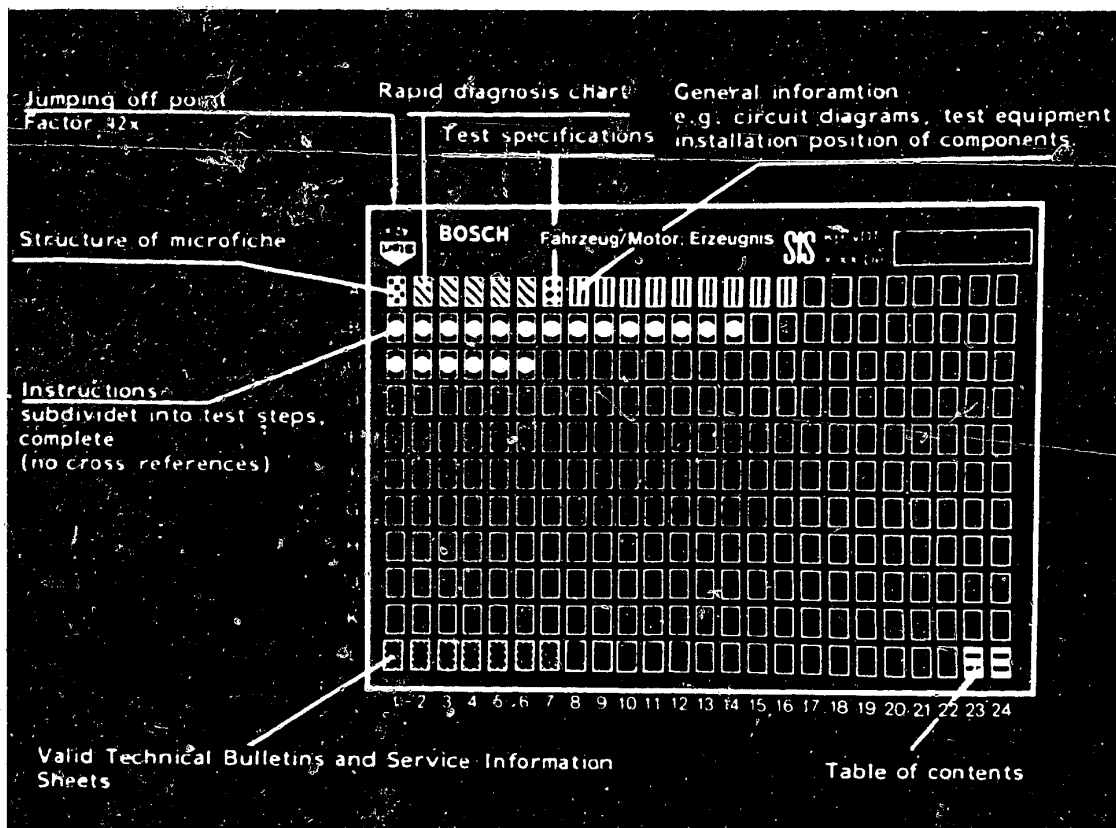 Jumping off point
Factor 42x
Rapid diagnosis chart
Test specifications
General inforamtion
e.g. circuit diagrams, test equipment
installation position of components
Structure of microfiche
BOSCH
Fahrzeug/Motor: Erzeugnis
SIS
A
Instructions
subdividet into test steps,
complete
(no cross references)
G
H
J
K
1 2 3 4 5 6 7 8 9 10 11 12 13 14 15 16 17 18 19 20 21 22 23 24
Valid Technical Bulletins and Service Information
Sheets
Table of contents